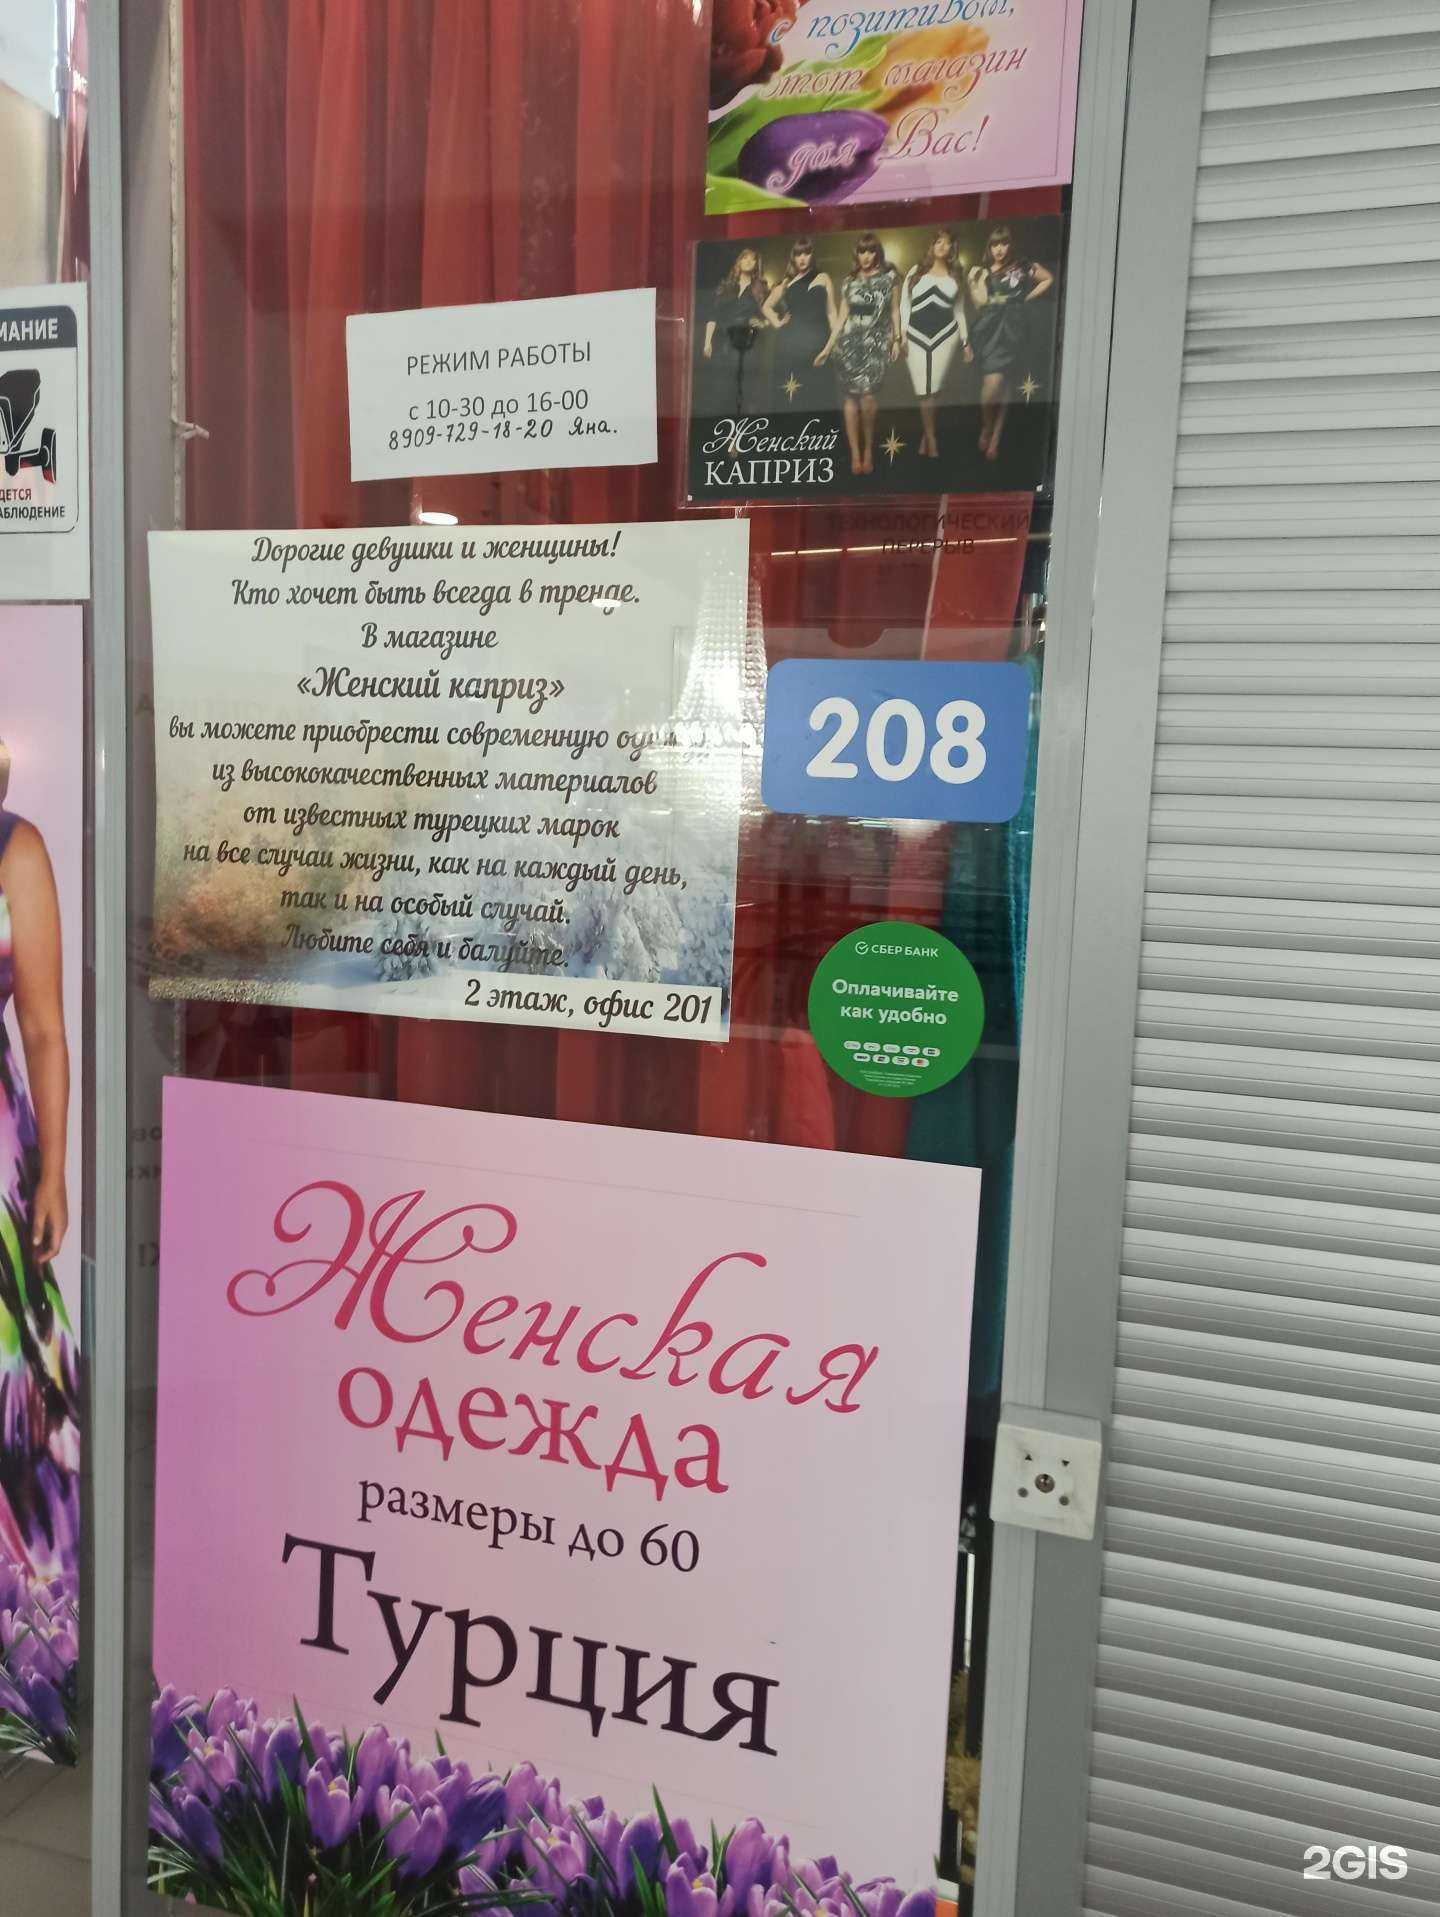 с позитивом,
этот магазин
для Вас!
МАНИЕ
РЕЖИМ РАБОТЫ
с 10-30 до 16-00
8909-729-18-20 Яна.
Женский
КАПРИЗ
ДЕТСЯ
АБЛЮДЕНИЕ
ТЕХНОЛОГИЧЕСКИЙ
ПЕРЕРЫВ
Дорогие девушки и женщины!
Кто хочет быть всегда в тренде.
В магазине
«Женский каприз»
вы можете приобрести современную одежду
из высококачественных материалов
от известных турецких марок
на все случаи жизни, как на каждый день,
так и на особый случай.
Любите себя и балуйте.
2 этаж, офис 201
208
СБЕР БАНК
Оплачивайте
как удобно
Женская
одежда
размеры до 60
Турция
2GIS